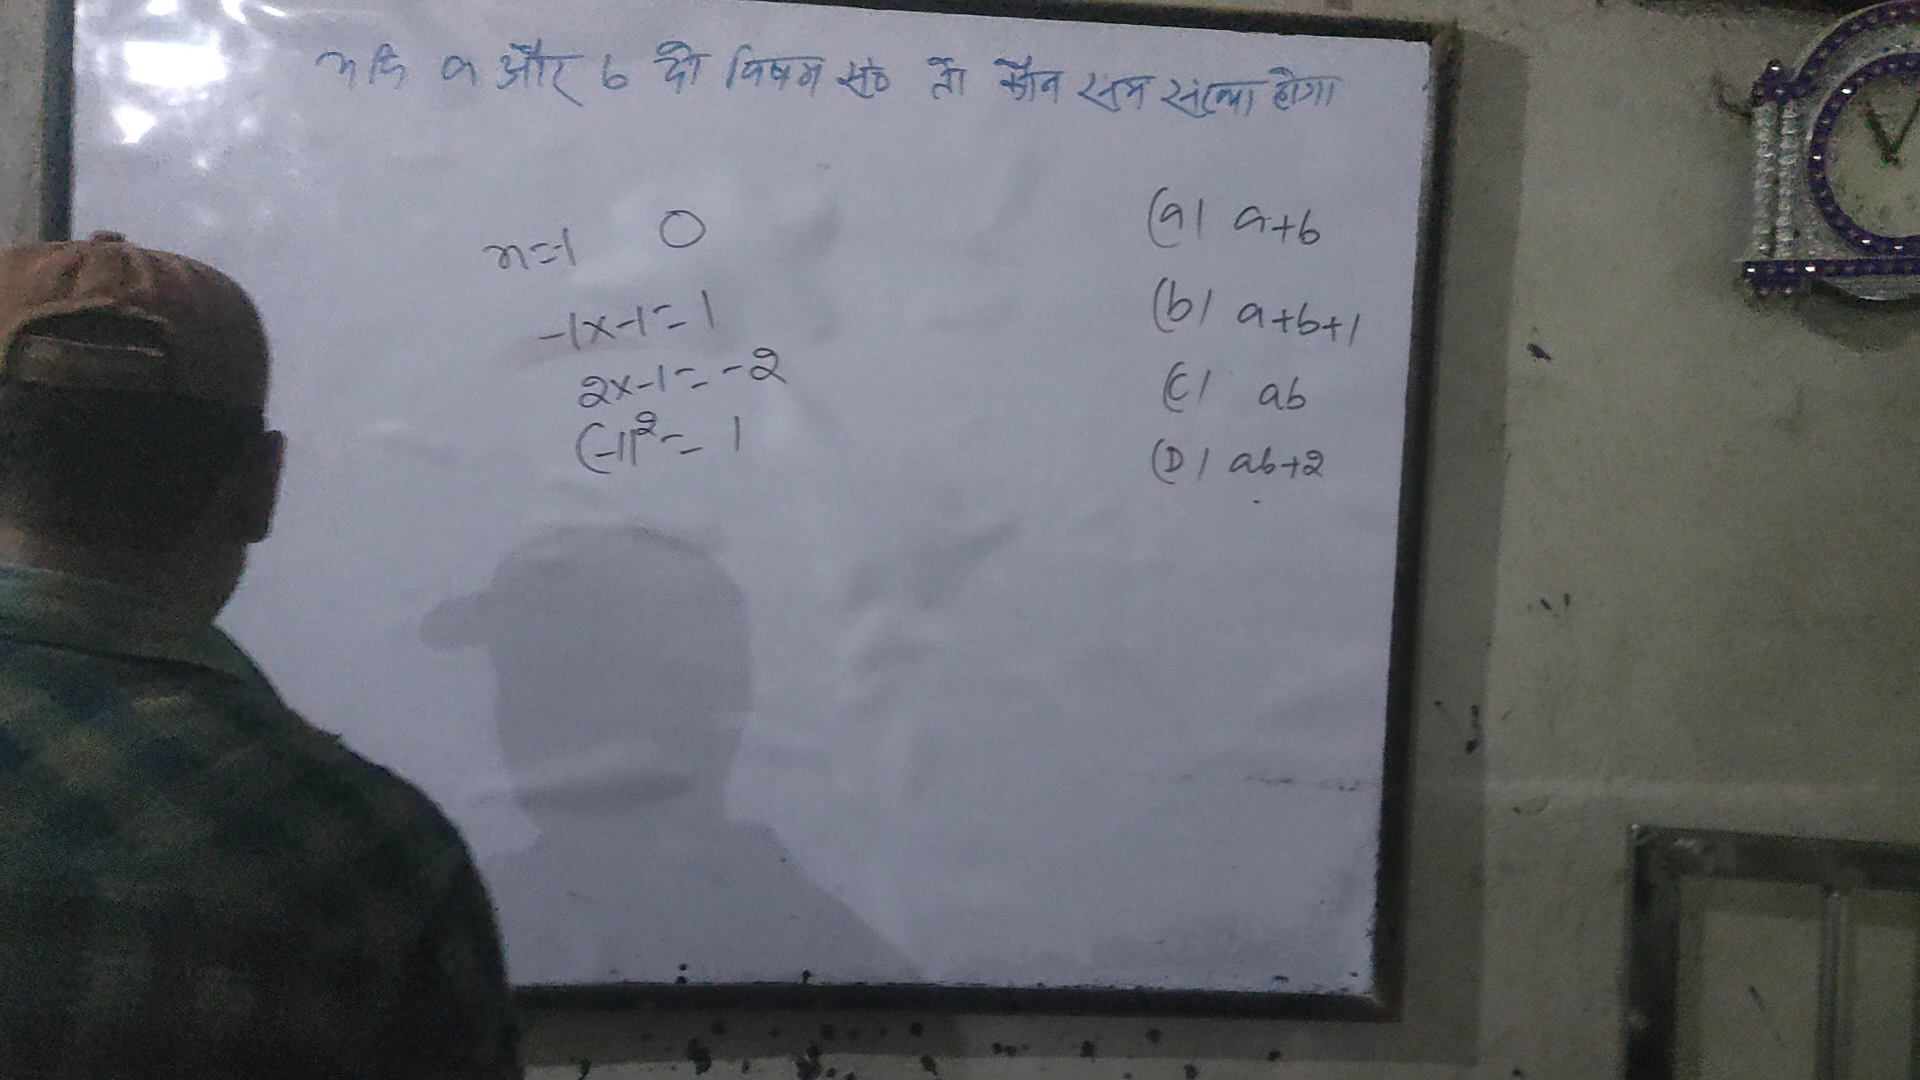 यदि a और b दो विषम सं० तो कौन सम संख्या होगा
n=-1 0
-1x-1=1
2x-1=-2
(-1)²= 1
(a) a+b
(b) a+b+1
(C) ab
(D) ab+2